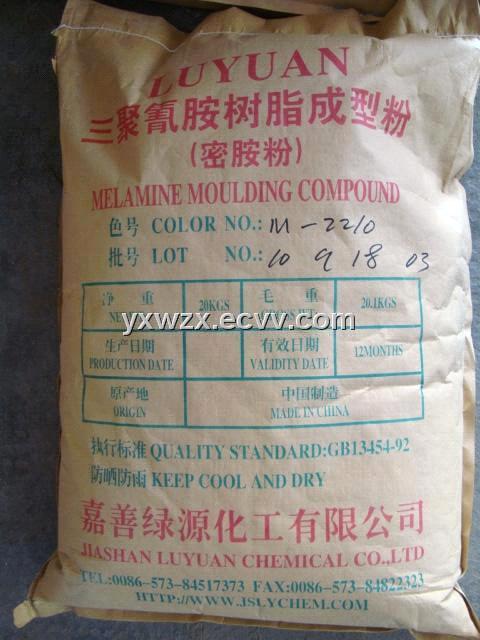 LUYUAN
三聚氰胺树脂成型粉
(密胺粉)
MELAMINE MOULDING COMPOUND
色号 COLOR NO.: M-2210
批号 LOT NO.: 10 9 18 03
净重 20KGS 毛重 20.1KGS
yxwzx.ecvv.com
生产日期 有效日期 12MONTHS
PRODUCTION DATE VALIDITY DATE
原产地 中国制造
ORIGIN MADE IN CHINA
执行标准 QUALITY STANDARD:GB13454-92
防晒防雨 KEEP COOL AND DRY
嘉善绿源化工有限公司
JIASHAN LUYUAN CHEMICAL CO.,LTD
TEL:0086-573-84517373 FAX:0086-573-84822323
HTTP://WWW.JSLYCHEM.COM